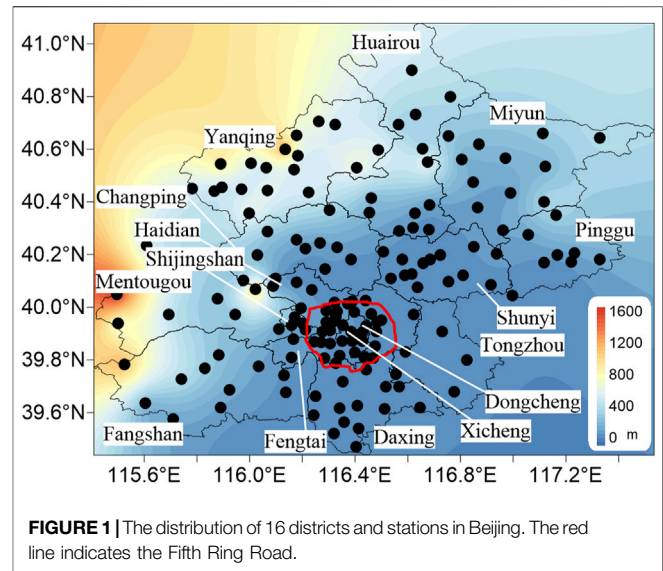 41.0°N
40.8°N
40.6°N
40.4°N
40.2°N
40.0°N
39.8°N
39.6°N
Huairou
Miyun
Yanqing
Changping
Haidian
Pinggu
Shijingshan
Mentougou
Shunyi
Tongzhou
Dongcheng
Xicheng
Fangshan
Fengtai
Daxing
1600
1200
800
400
0 m
115.6°E 116.0°E 116.4°E 116.8°E 117.2°E
FIGURE 1 | The distribution of 16 districts and stations in Beijing. The red
line indicates the Fifth Ring Road.